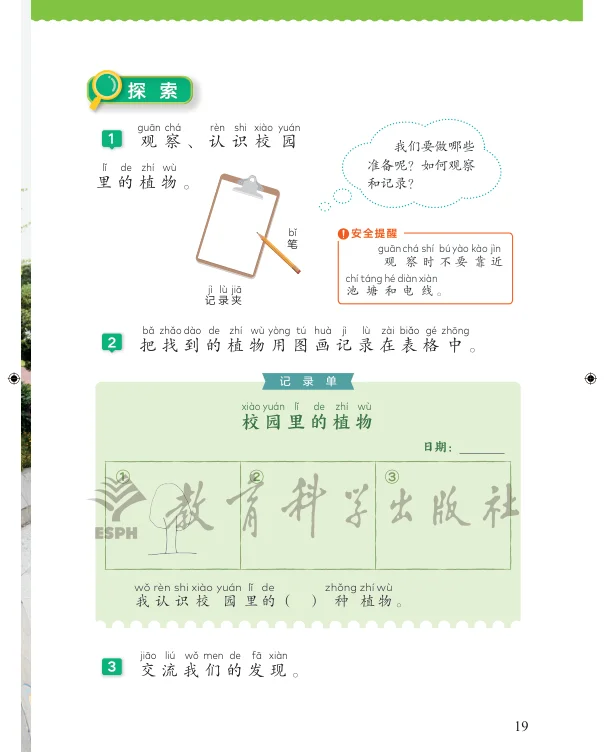 探索
guān chá rèn shi xiào yuán
1 观察、认识校园
lǐ de zhí wù
里的植物。
我们要做哪些
准备呢？如何观察
和记录？
bǐ
笔
jì lù jiā
记录夹
! 安全提醒
guān chá shí bú yào kào jìn
观察时不要靠近
chí táng hé diàn xiàn
池塘和电线。
bǎ zhǎo dào de zhí wù yòng tú huà jì lù zài biǎo gé zhōng
2 把找到的植物用图画记录在表格中。
记录单
xiào yuán lǐ de zhí wù
校园里的植物
日期：______
① ② ③
ESPH 教育科学出版社
wǒ rèn shi xiào yuán lǐ de zhǒng zhí wù
我认识校园里的（ ）种植物。
jiāo liú wǒ men de fā xiàn
3 交流我们的发现。
19